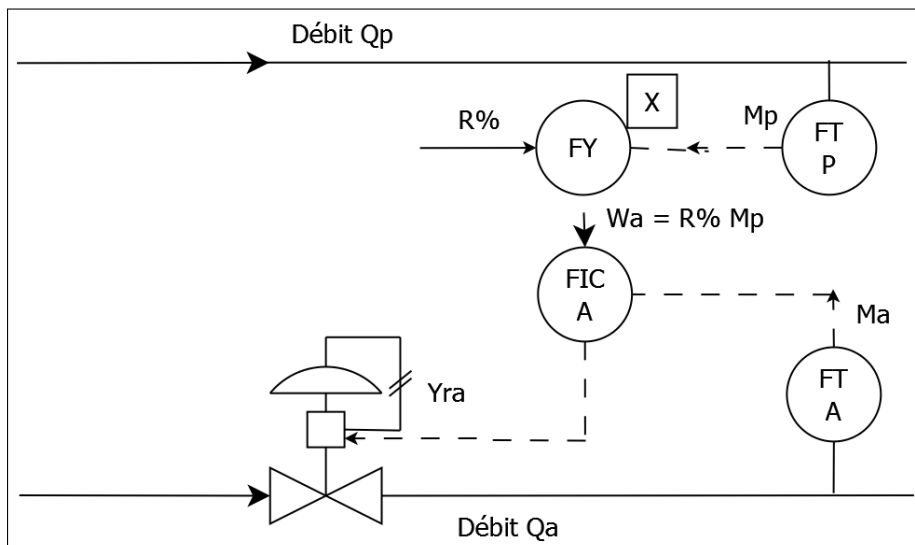 Débit Qp
X
R%
FY
Mp
FT
P
Wa = R% Mp
FIC
A
Ma
Yra
FT
A
Débit Qa